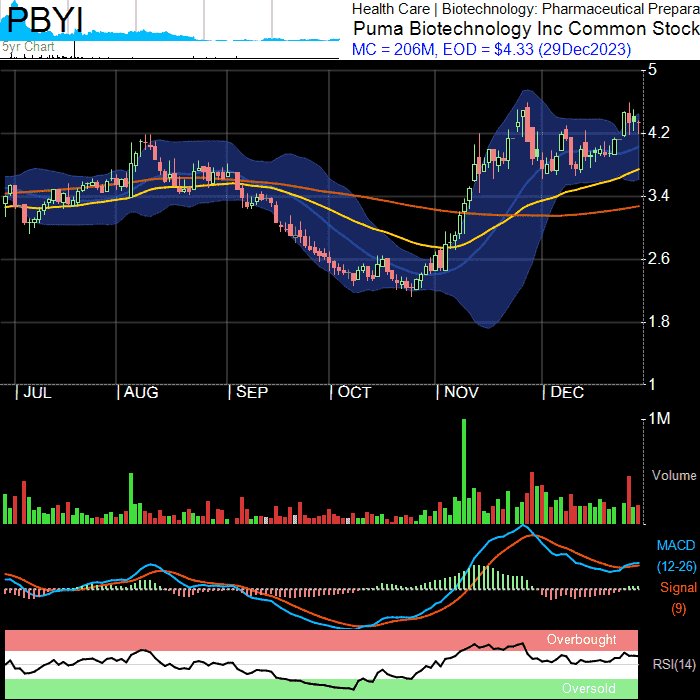 PBYI
5yr Chart
Health Care | Biotechnology: Pharmaceutical Prepara
Puma Biotechnology Inc Common Stock
MC = 206M, EOD = $4.33 (29Dec2023)
5
4.2
3.4
2.6
1.8
1
| JUL | AUG | SEP | OCT | NOV | DEC
1M
Volume
MACD
(12-26)
Signal
(9)
Overbought
RSI(14)
Oversold